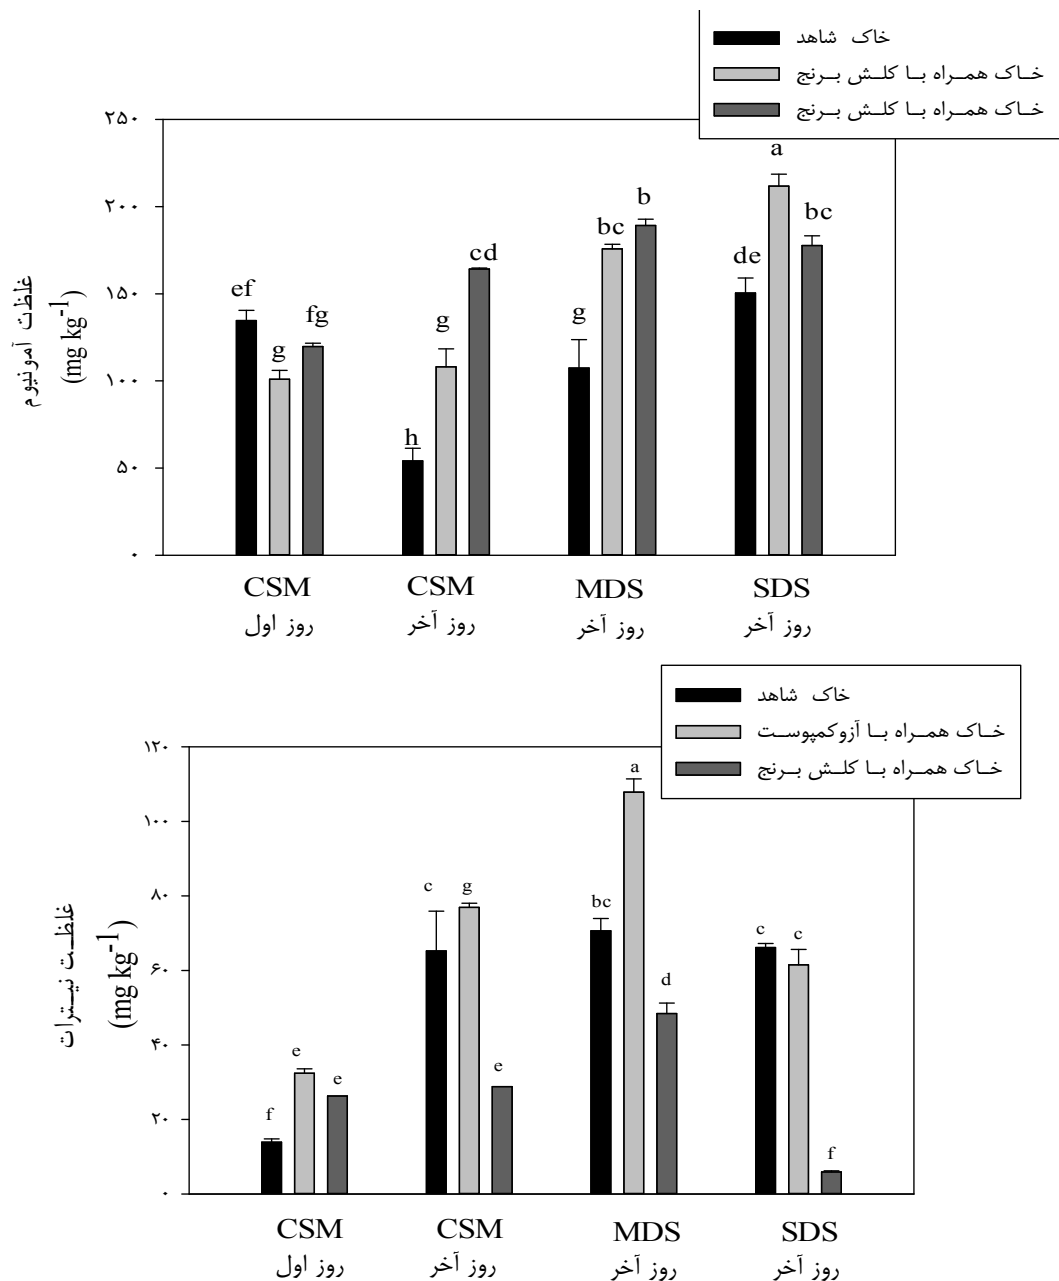 خاک شاهد
خاک همراه با کلش برنج
خاک همراه با کلش برنج
غلظت آمونیوم
(mg kg-1)
۲۵۰
۲۰۰
۱۵۰
۱۰۰
۵۰
۰
ef g fg
h g cd
g bc b
de a bc
CSM CSM MDS SDS
روز اول روز آخر روز آخر روز آخر
خاک شاهد
خاک همراه با آزوکمپوست
خاک همراه با کلش برنج
غلظت نیترات
(mg kg-1)
۱۲۰
۱۰۰
۸۰
۶۰
۴۰
۲۰
۰
f e e
c g e
bc a d
c c f
CSM CSM MDS SDS
روز اول روز آخر روز آخر روز آخر